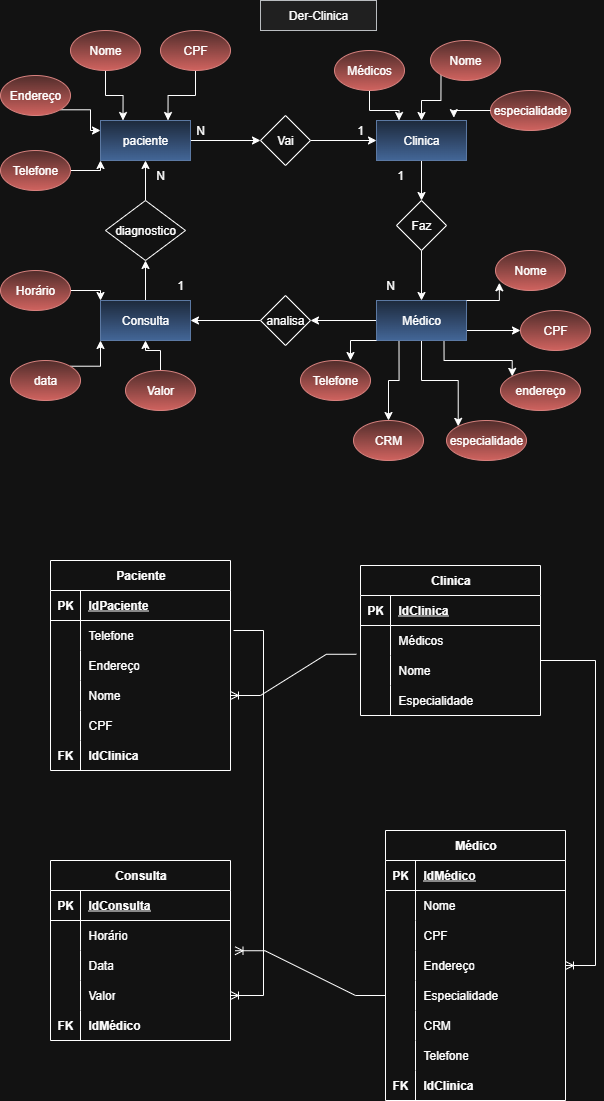 Der-Clinica
Nome
CPF
Médicos
Nome
Endereço
especialidade
paciente
N
Vai
1
Clinica
Telefone
N
1
diagnostico
Faz
Horário
1
N
Nome
Consulta
analisa
Médico
CPF
data
Valor
Telefone
endereço
CRM
especialidade
Paciente
PK IdPaciente
Telefone
Endereço
Nome
CPF
FK IdClinica
Clinica
PK IdClinica
Médicos
Nome
Especialidade
Consulta
PK IdConsulta
Horário
Data
Valor
FK IdMédico
Médico
PK IdMédico
Nome
CPF
Endereço
Especialidade
CRM
Telefone
FK IdClinica